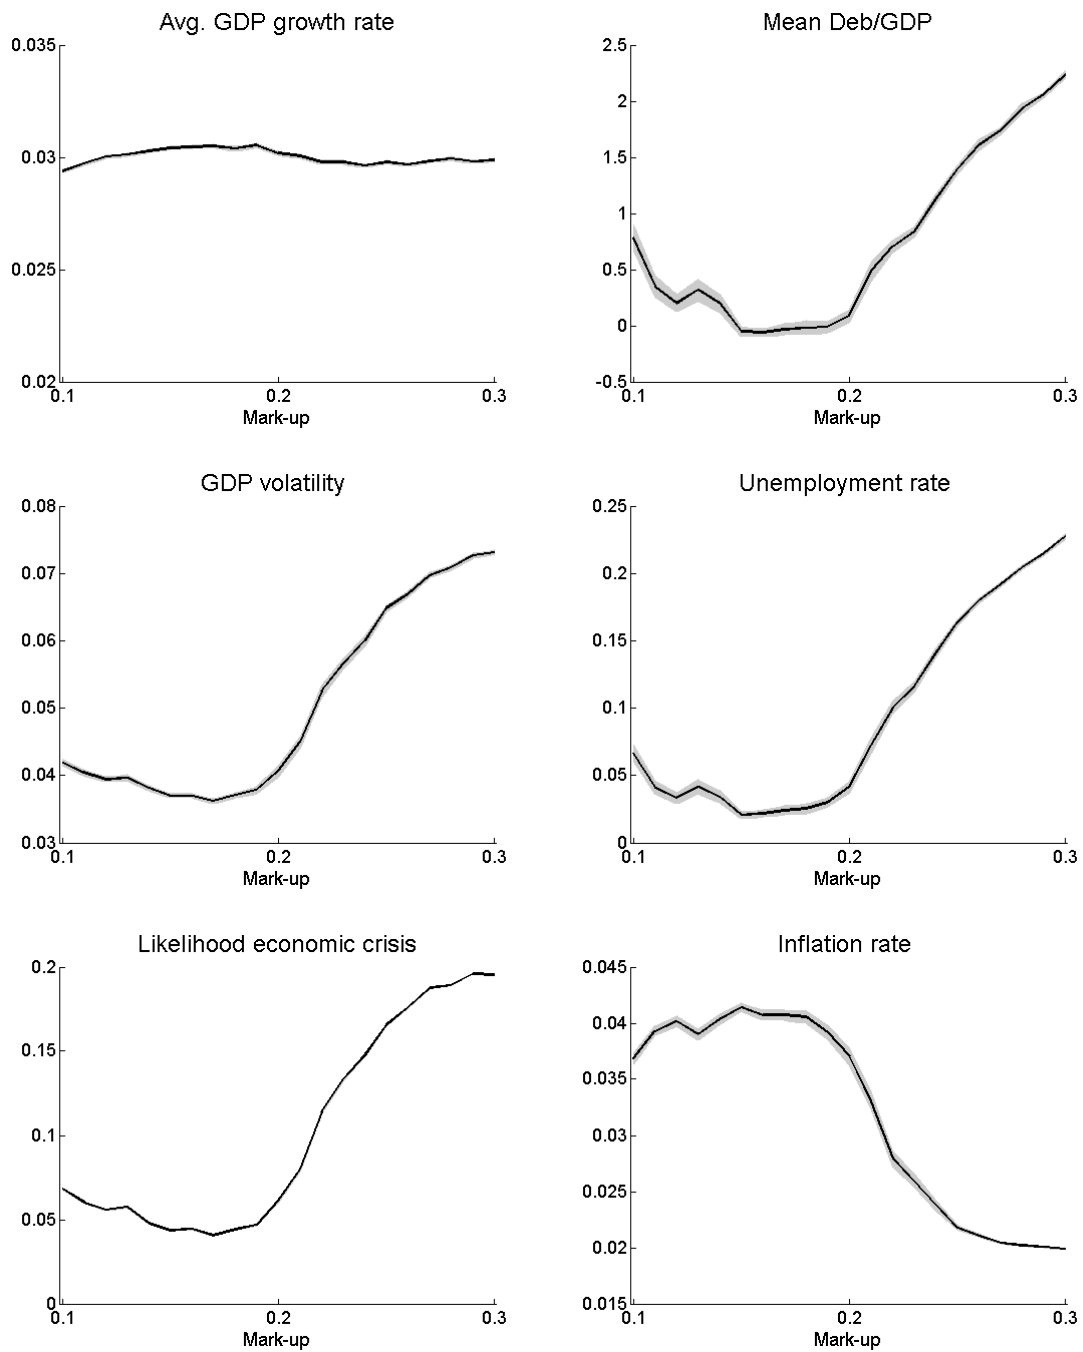 Avg. GDP growth rate
0.035
0.03
0.025
0.02
0.1 0.2 0.3
Mark-up
Mean Deb/GDP
2.5
2
1.5
1
0.5
0
-0.5
0.1 0.2 0.3
Mark-up
GDP volatility
0.08
0.07
0.06
0.05
0.04
0.03
0.1 0.2 0.3
Mark-up
Unemployment rate
0.25
0.2
0.15
0.1
0.05
0
0.1 0.2 0.3
Mark-up
Likelihood economic crisis
0.2
0.15
0.1
0.05
0
0.1 0.2 0.3
Mark-up
Inflation rate
0.045
0.04
0.035
0.03
0.025
0.02
0.015
0.1 0.2 0.3
Mark-up